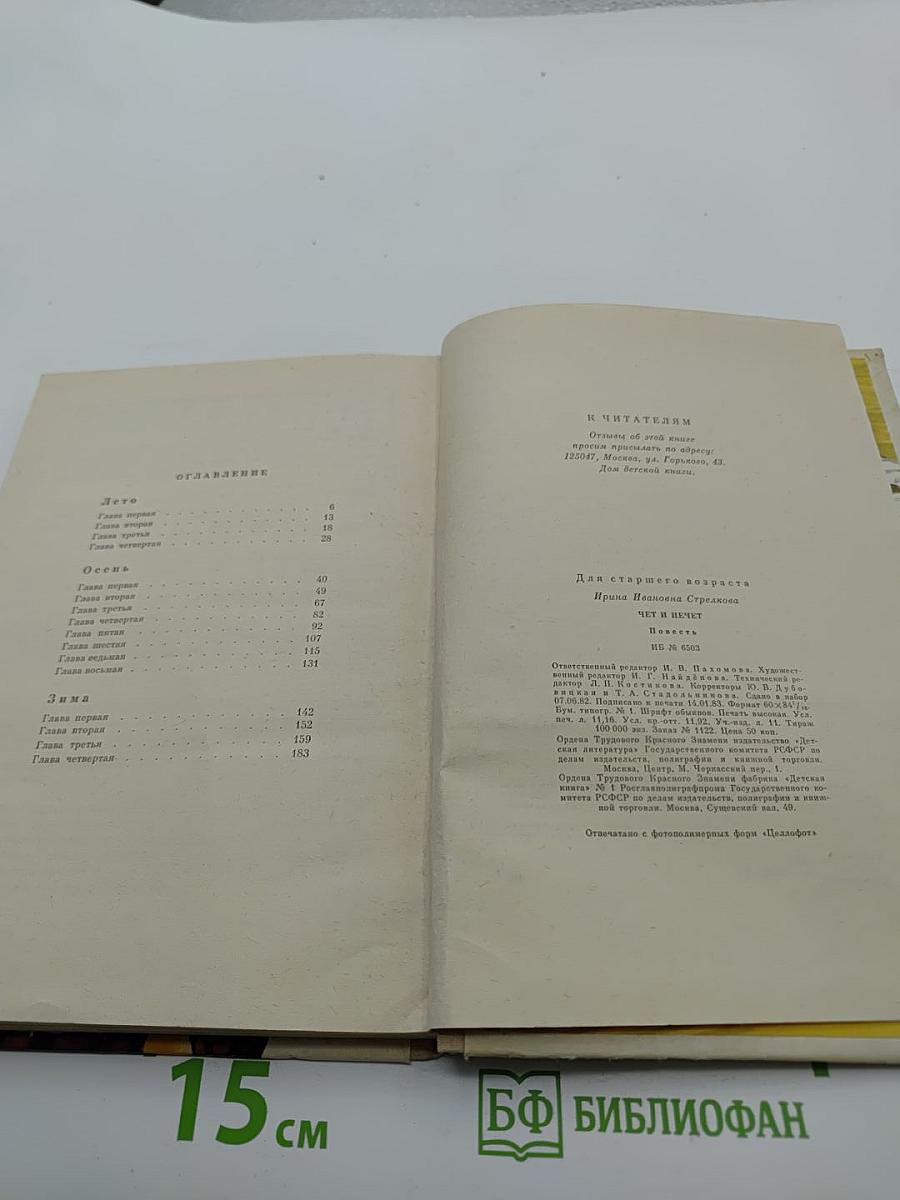 ОГЛАВЛЕНИЕ
Лето
Глава первая . . . . . . . . . . . 6
Глава вторая . . . . . . . . . . . 13
Глава третья . . . . . . . . . . . 18
Глава четвертая . . . . . . . . . . 28
Осень
Глава первая . . . . . . . . . . . 40
Глава вторая . . . . . . . . . . . 49
Глава третья . . . . . . . . . . . 67
Глава четвертая . . . . . . . . . . 82
Глава пятая . . . . . . . . . . . 92
Глава шестая . . . . . . . . . . . 107
Глава седьмая . . . . . . . . . . . 115
Глава восьмая . . . . . . . . . . . 131
Зима
Глава первая . . . . . . . . . . . 142
Глава вторая . . . . . . . . . . . 152
Глава третья . . . . . . . . . . . 159
Глава четвертая . . . . . . . . . . 183
К ЧИТАТЕЛЯМ
Отзывы об этой книге
просим присылать по адресу:
125047, Москва, ул. Горького, 43.
Дом детской книги.
Для старшего возраста
Ирина Ивановна Стрелкова
ЧЕТ И НЕЧЕТ
Повесть
ИБ № 6503
Ответственный редактор И. В. Пахомова. Художест-
венный редактор И. Г. Найдёнова. Технический ре-
дактор Л. П. Костикова. Корректоры Ю. В. Дубо-
вицкая и Т. А. Стадольникова. Сдано в набор
07.06.82. Подписано к печати 14.01.83. Формат 60×84¹/₁₆.
Бум. типогр. № 1. Шрифт обыкнов. Печать высокая. Усл.
печ. л. 11,16. Усл. кр.-отт. 11,92. Уч.-изд. л. 11. Тираж
100 000 экз. Заказ № 1122. Цена 50 коп.
Ордена Трудового Красного Знамени издательство «Дет-
ская литература» Государственного комитета РСФСР по
делам издательств, полиграфии и книжной торговли.
Москва, Центр, М. Черкасский пер., 1.
Ордена Трудового Красного Знамени фабрика «Детская
книга» № 1 Росглавполиграфпрома Государственного ко-
митета РСФСР по делам издательств, полиграфии и книж-
ной торговли. Москва, Сущевский вал, 49.
Отпечатано с фотополимерных форм «Целлофот»
15 см
БФ БИБЛИОФАН